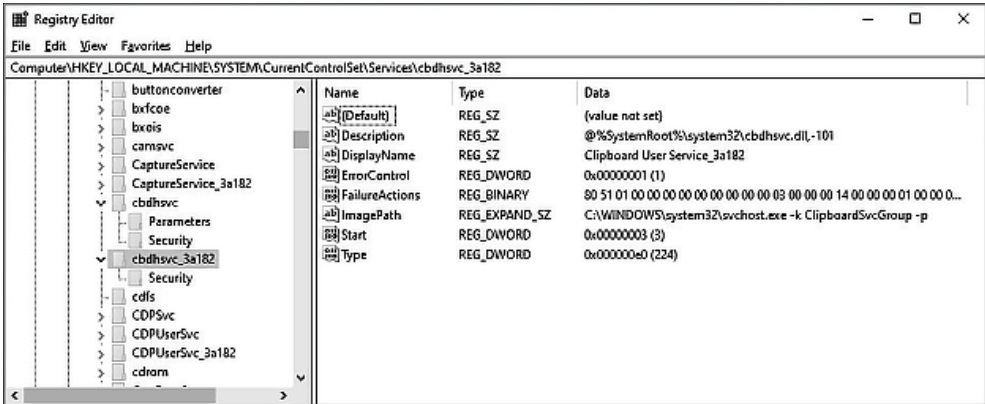 Registry Editor
File Edit View Favorites Help
Computer\HKEY_LOCAL_MACHINE\SYSTEM\CurrentControlSet\Services\cbdhsvc_3a182
buttonconverter
bxfcoe
bxois
camsvc
CaptureService
CaptureService_3a182
cbdhsvc
Parameters
Security
cbdhsvc_3a182
Security
cdfs
CDPSvc
CDPUserSvc
CDPUserSvc_3a182
cdrom
Name Type Data
(Default) REG_SZ (value not set)
Description REG_SZ @%SystemRoot%\system32\cbdhsvc.dll,-101
DisplayName REG_SZ Clipboard User Service_3a182
ErrorControl REG_DWORD 0x00000001 (1)
FailureActions REG_BINARY 80 51 01 00 00 00 00 00 00 00 00 00 03 00 00 00 14 00 00 00 01 00 00 0...
ImagePath REG_EXPAND_SZ C:\WINDOWS\system32\svchost.exe -k ClipboardSvcGroup -p
Start REG_DWORD 0x00000003 (3)
Type REG_DWORD 0x000000e0 (224)